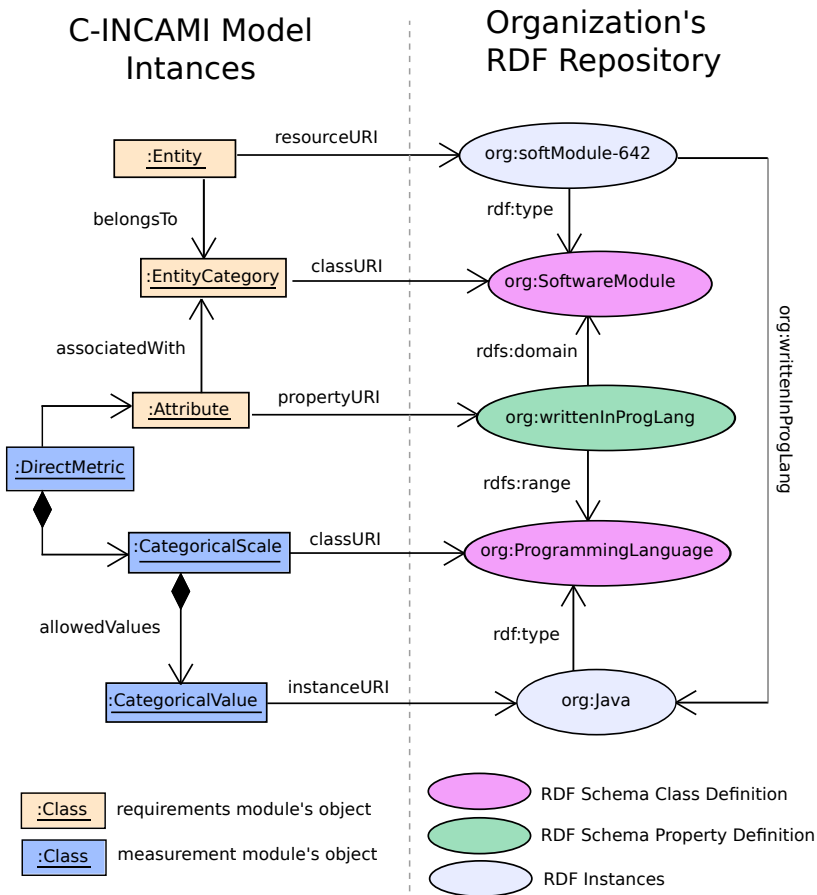 C-INCAMI Model
Intances
Organization's
RDF Repository
:Entity
resourceURI
org:softModule-642
belongsTo
rdf:type
:EntityCategory
classURI
org:SoftwareModule
associatedWith
rdfs:domain
org:writtenInProgLang
:Attribute
propertyURI
org:writtenInProgLang
:DirectMetric
rdfs:range
:CategoricalScale
classURI
org:ProgrammingLanguage
allowedValues
rdf:type
:CategoricalValue
instanceURI
org:Java
:Class
requirements module's object
:Class
measurement module's object
RDF Schema Class Definition
RDF Schema Property Definition
RDF Instances